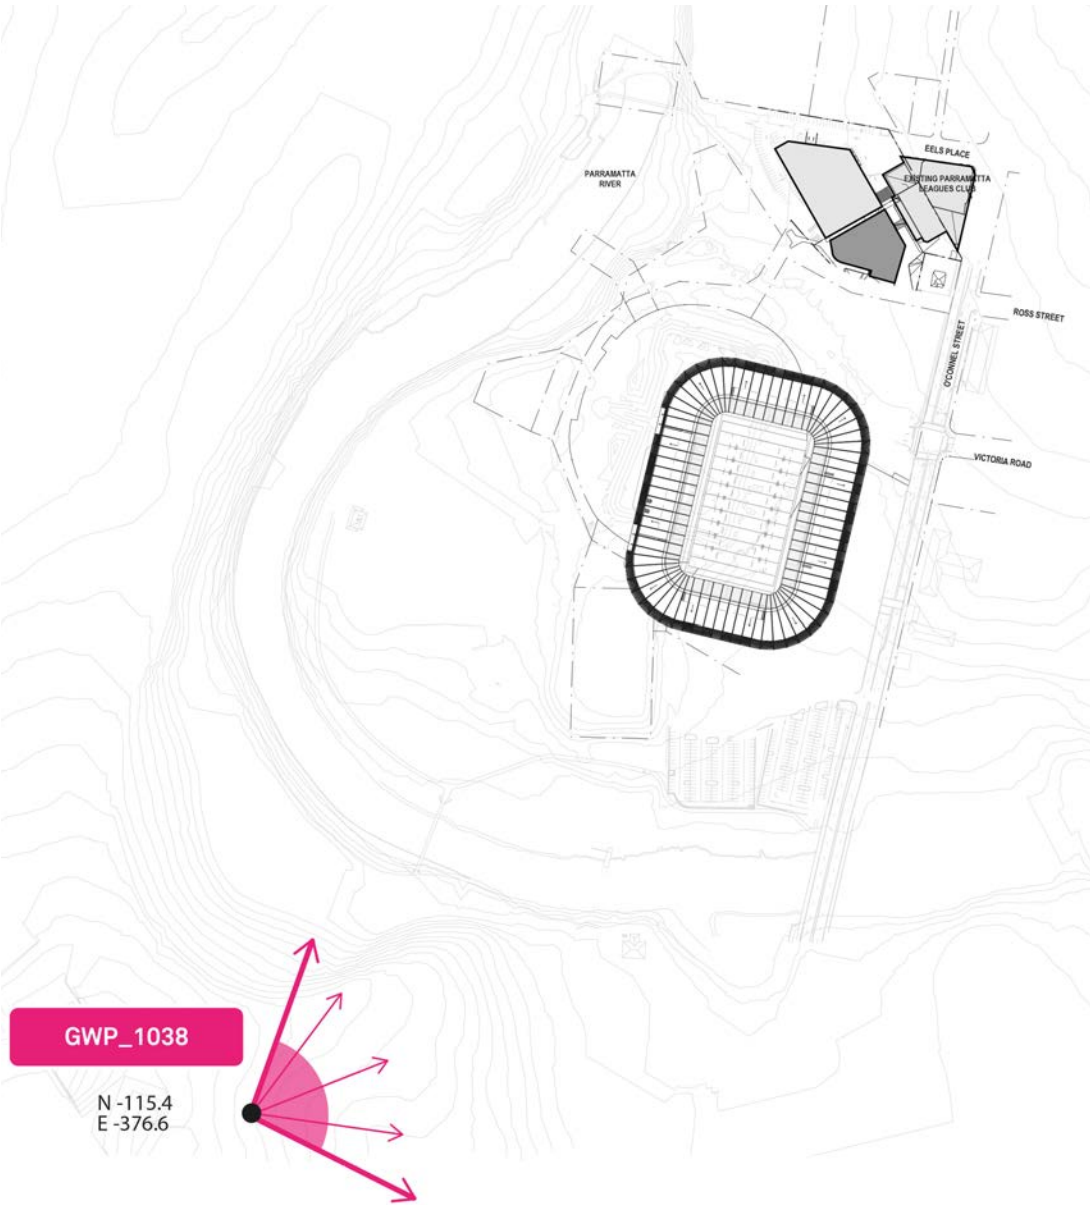 EELS PLACE
PARRAMATTA
RIVER
EXISTING PARRAMATTA
LEAGUES CLUB
ROSS STREET
O'CONNEL STREET
VICTORIA ROAD
GWP_1038
N -115.4
E -376.6